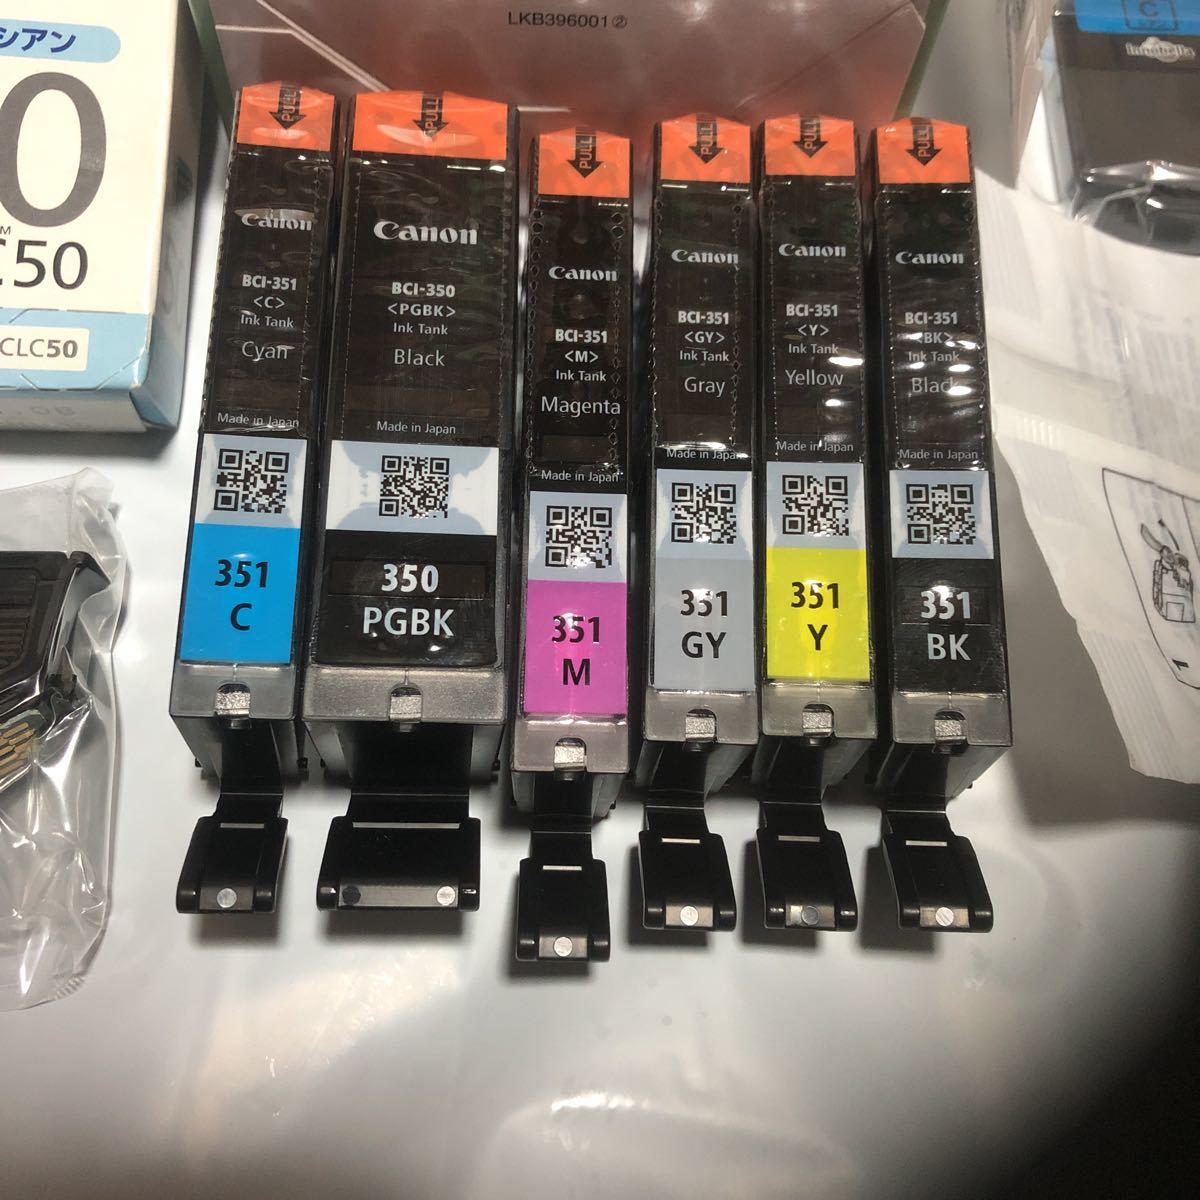 LKB396001②
シアン
0
C50
CLC50
C
Innobella
PULL
Canon
BCI-351
<C>
Ink Tank
Cyan
Made in Japan
351
C
PULL
Canon
BCI-350
<PGBK>
Ink Tank
Black
Made in Japan
350
PGBK
PULL
Canon
BCI-351
<M>
Ink Tank
Magenta
Made in Japan
351
M
PULL
Canon
BCI-351
<GY>
Ink Tank
Gray
Made in Japan
351
GY
PULL
Canon
BCI-351
<Y>
Ink Tank
Yellow
Made in Japan
351
Y
PULL
Canon
BCI-351
<BK>
Ink Tank
Black
Made in Japan
351
BK
1